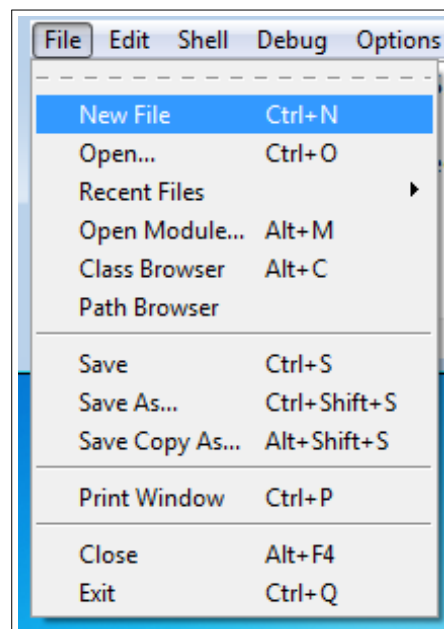 File Edit Shell Debug Options
New File Ctrl+N
Open... Ctrl+O
Recent Files
Open Module... Alt+M
Class Browser Alt+C
Path Browser
Save Ctrl+S
Save As... Ctrl+Shift+S
Save Copy As... Alt+Shift+S
Print Window Ctrl+P
Close Alt+F4
Exit Ctrl+Q